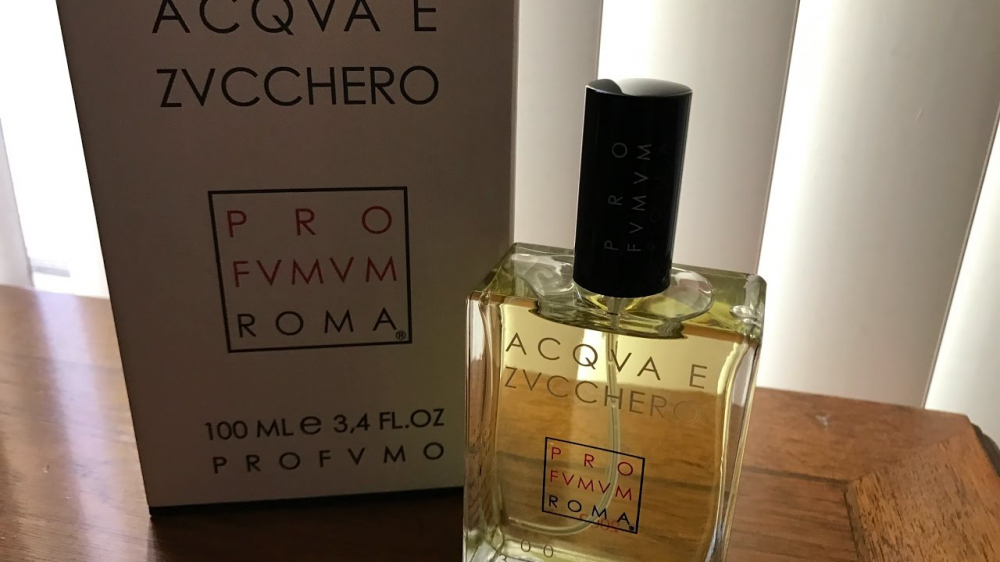 ACQVA E
ZVCCHERO
PRO
FVMVM
ROMA®
100 ML e 3,4 FL.OZ
PROFVMO
PRO
FVMVM
ACQVA E
ZVCCHERO
PRO
FVMVM
ROMA